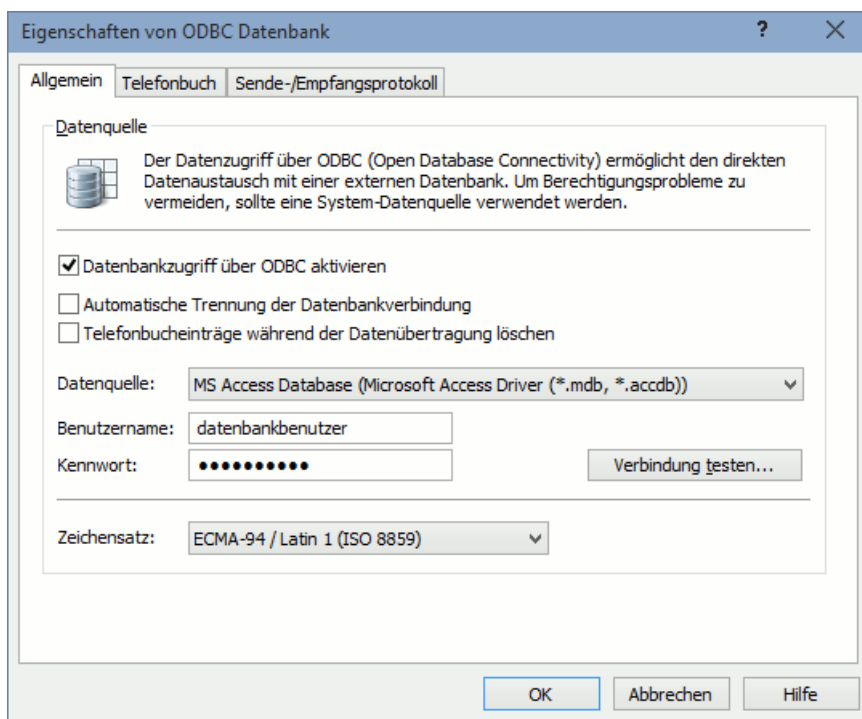 Eigenschaften von ODBC Datenbank
?
Allgemein Telefonbuch Sende-/Empfangsprotokoll
Datenquelle
Der Datenzugriff über ODBC (Open Database Connectivity) ermöglicht den direkten
Datenaustausch mit einer externen Datenbank. Um Berechtigungsprobleme zu
vermeiden, sollte eine System-Datenquelle verwendet werden.
Datenbankzugriff über ODBC aktivieren
Automatische Trennung der Datenbankverbindung
Telefonbucheinträge während der Datenübertragung löschen
Datenquelle: MS Access Database (Microsoft Access Driver (*.mdb, *.accdb))
Benutzername: datenbankbenutzer
Kennwort: ●●●●●●●●●● Verbindung testen...
Zeichensatz: ECMA-94 / Latin 1 (ISO 8859)
OK Abbrechen Hilfe